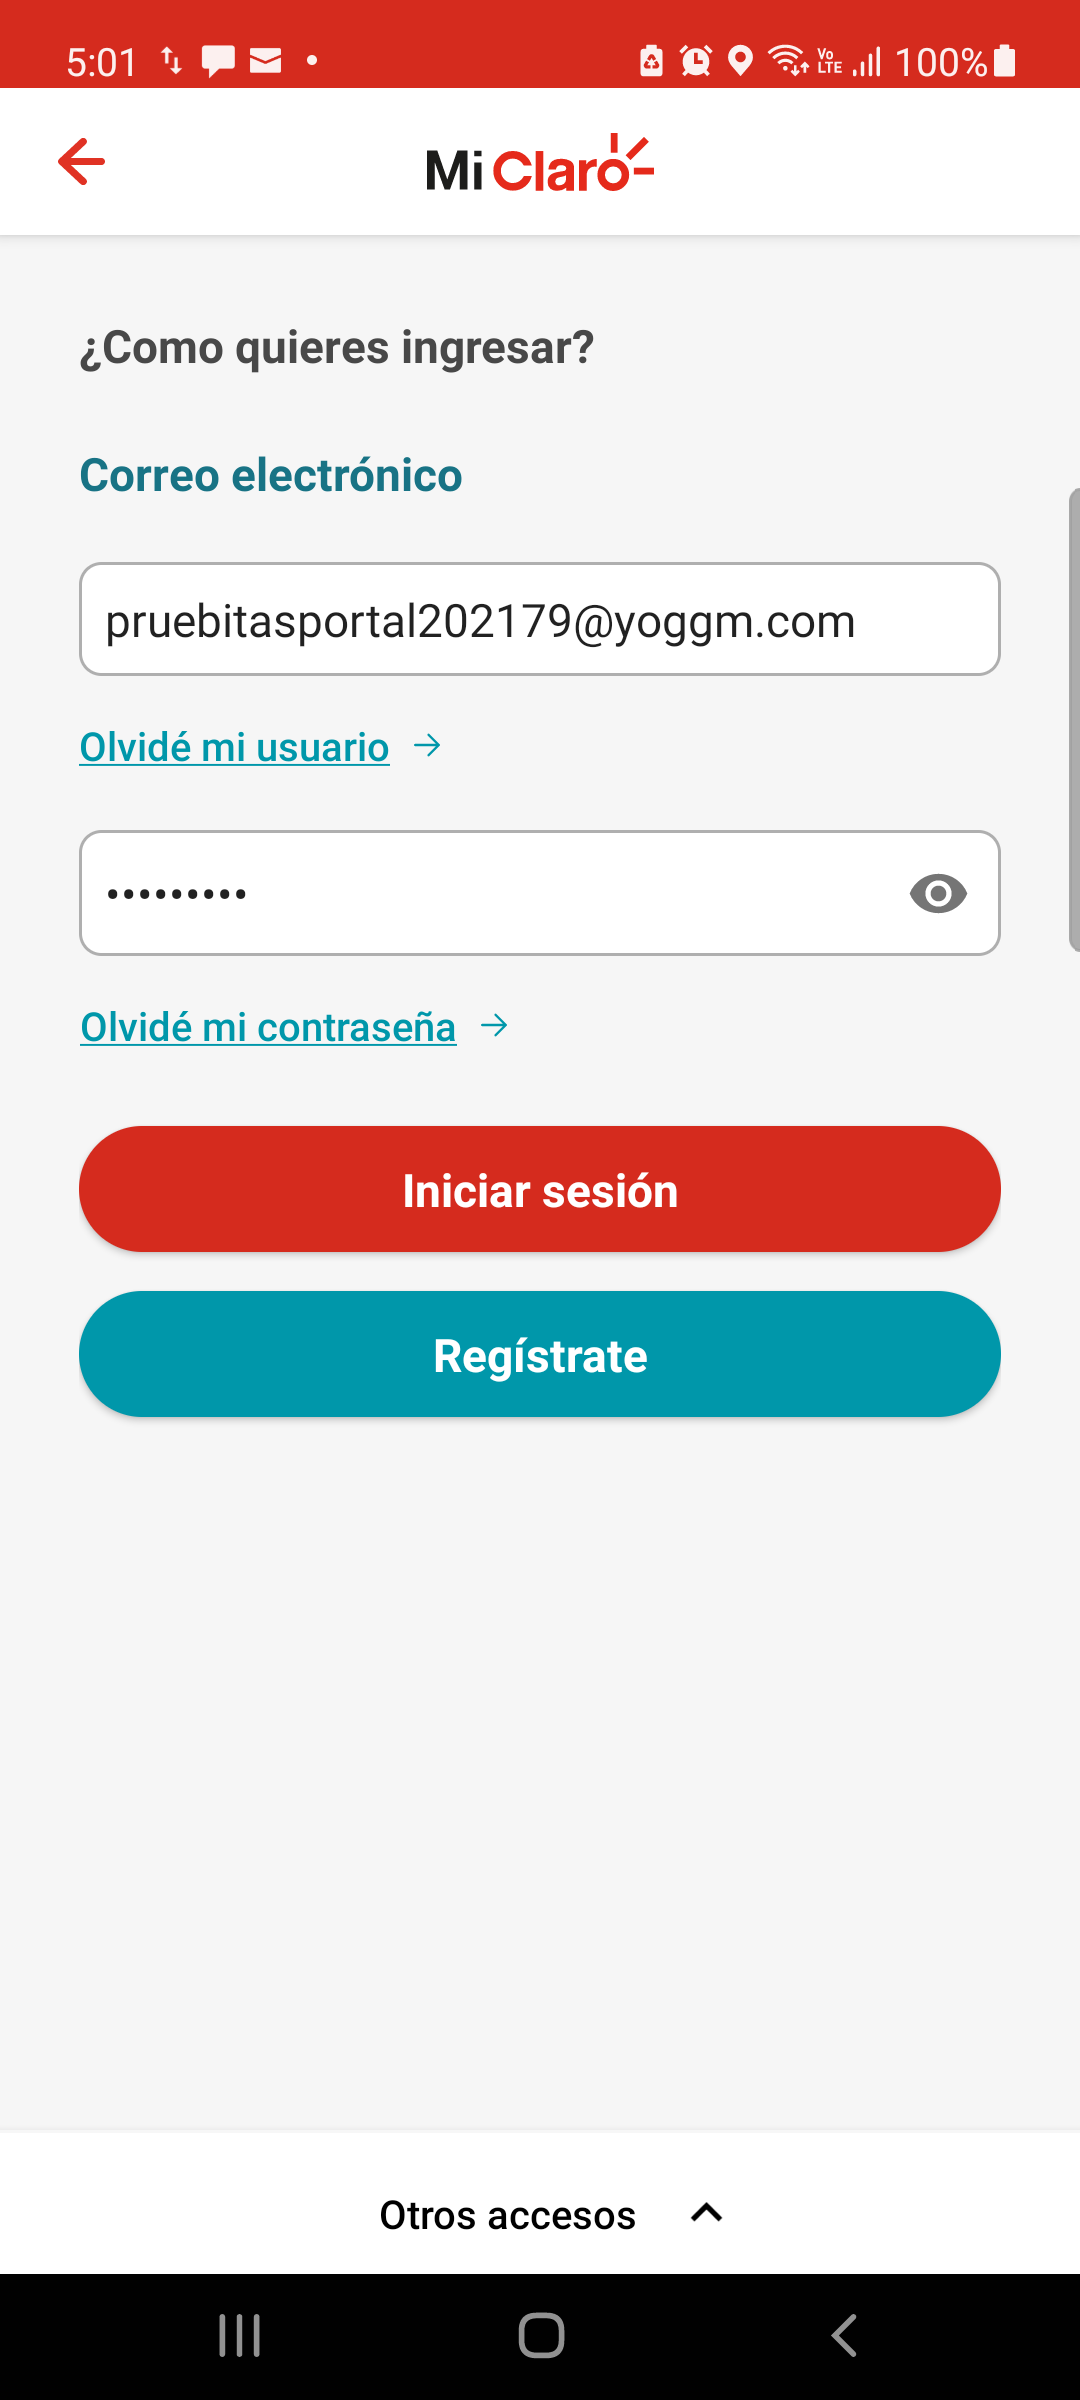 5:01 Vo LTE 100%
Mi Claro
¿Como quieres ingresar?
Correo electrónico
pruebitasportal202179@yoggm.com
Olvidé mi usuario →
•••••••••
Olvidé mi contraseña →
Iniciar sesión
Regístrate
Otros accesos